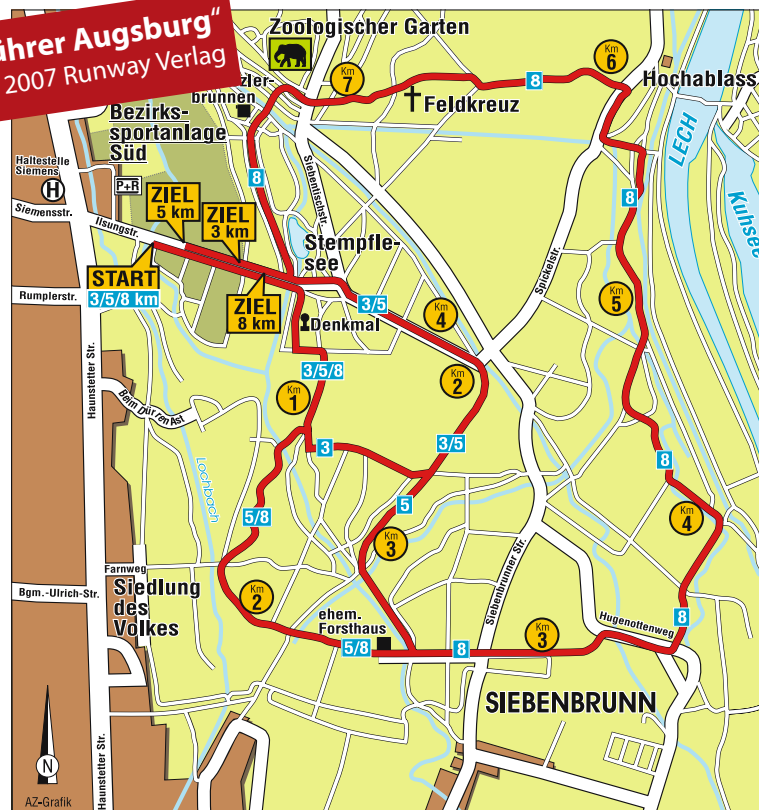 ührer Augsburg“
2007 Runway Verlag
Zoologischer Garten
zler-
brunnen
Bezirks-
sportanlage
Süd
Km
7
Feldkreuz
8
Km
6
Hochablass
LECH
Kuhsee
Haltestelle
Siemens
H
P+R
Siemensstr.
Ilsungstr.
ZIEL
5 km
ZIEL
3 km
8
Siebentischstr.
Stempfle-
see
START
3/5/8 km
ZIEL
8 km
Rumplerstr.
Haunstetter Str.
Denkmal
3/5
Km
4
Spickelstr.
8
Km
5
3/5/8
Km
1
Km
2
Beim Dürren Ast
3
3/5
Lochbach
5/8
5
Km
3
8
Km
4
Farnweg
Bgm.-Ulrich-Str.
Siedlung
des
Volkes
Km
2
ehem.
Forsthaus
5/8
8
Siebenbrunner Str.
Km
3
Hugenottenweg
8
SIEBENBRUNN
N
AZ-Grafik
Haunstetter Str.